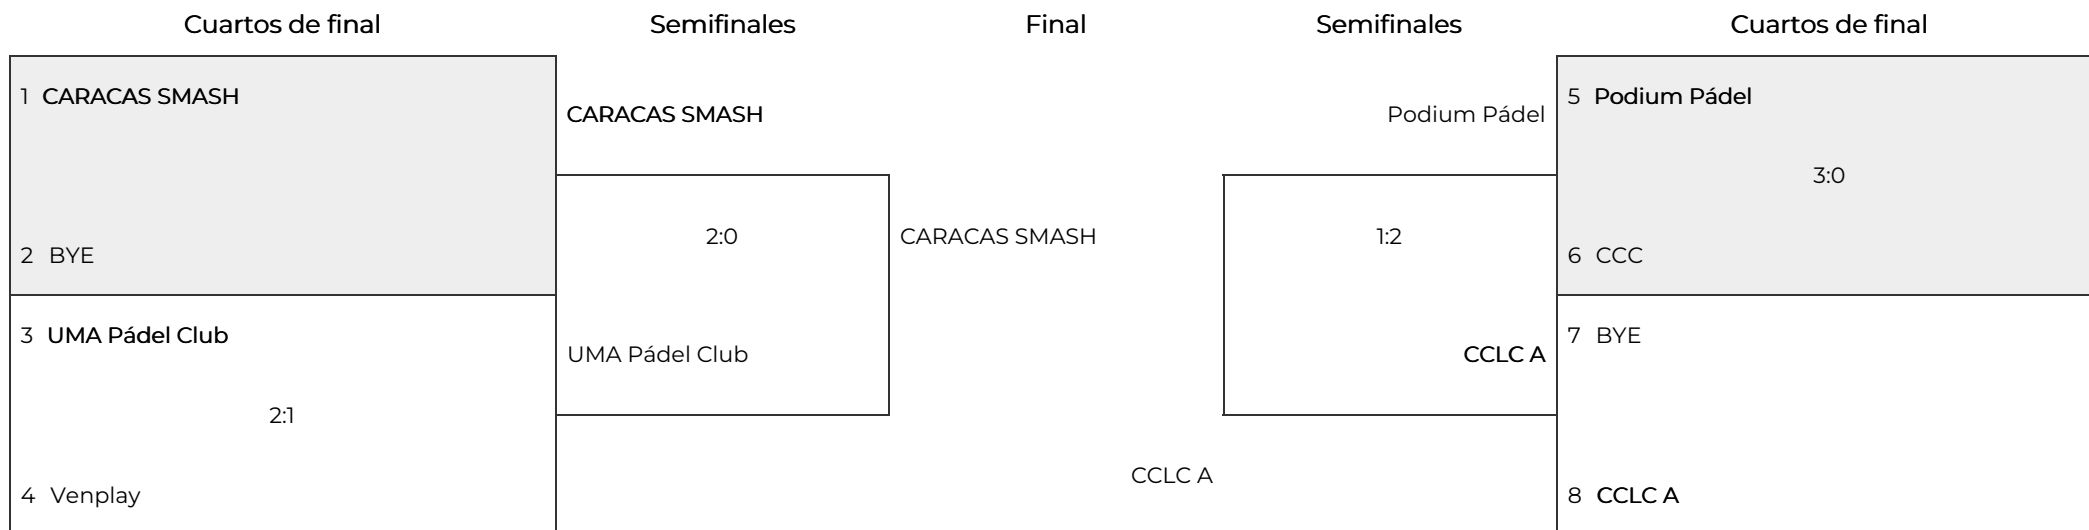 Cuartos de final
Semifinales
Final
Semifinales
Cuartos de final
1 CARACAS SMASH
2 BYE
3 UMA Pádel Club
2:1
4 Venplay
CARACAS SMASH
2:0
UMA Pádel Club
CARACAS SMASH
CCLC A
Podium Pádel
1:2
CCLC A
5 Podium Pádel
3:0
6 CCC
7 BYE
8 CCLC A